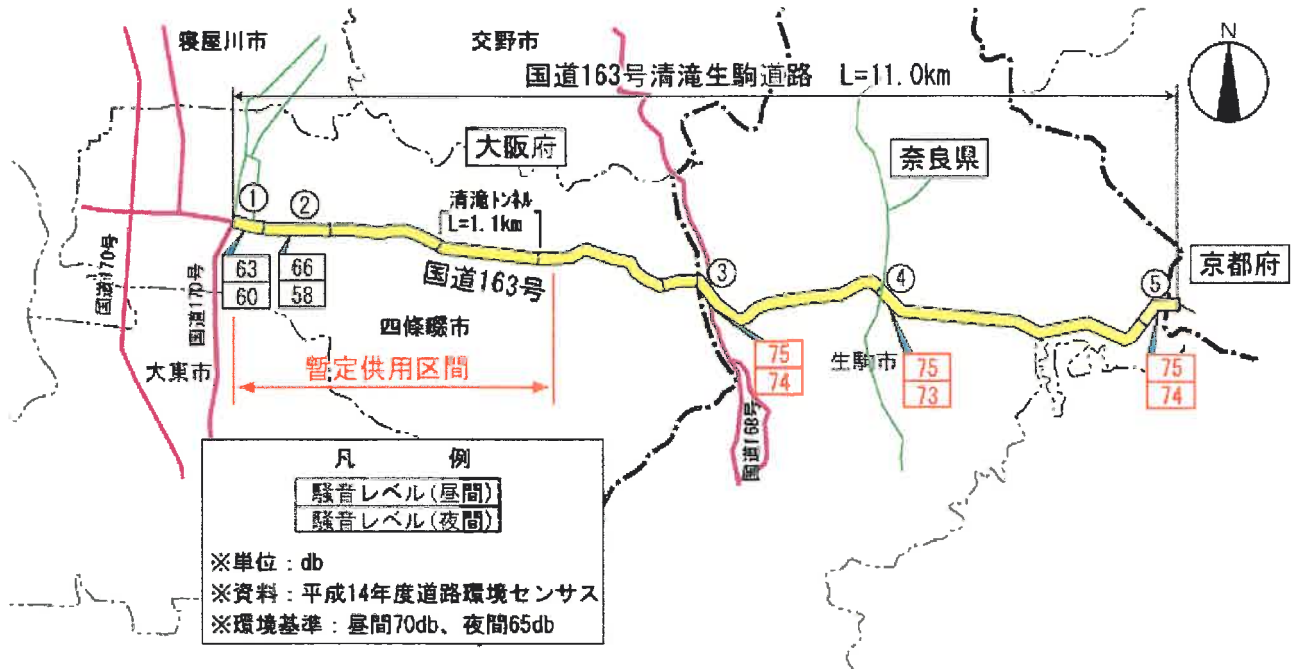 寝屋川市
交野市
N
国道163号清滝生駒道路 L=11.0km
大阪府
奈良県
京都府
①
②
清滝トンネル
L=1.1km
国道163号
③
④
⑤
国道170号
国道170号
63
60
66
58
四條畷市
大東市
暫定供用区間
75
74
生駒市
75
73
75
74
国道168号
凡 例
騒音レベル(昼間)
騒音レベル(夜間)
※単位：db
※資料：平成14年度道路環境センサス
※環境基準：昼間70db、夜間65db